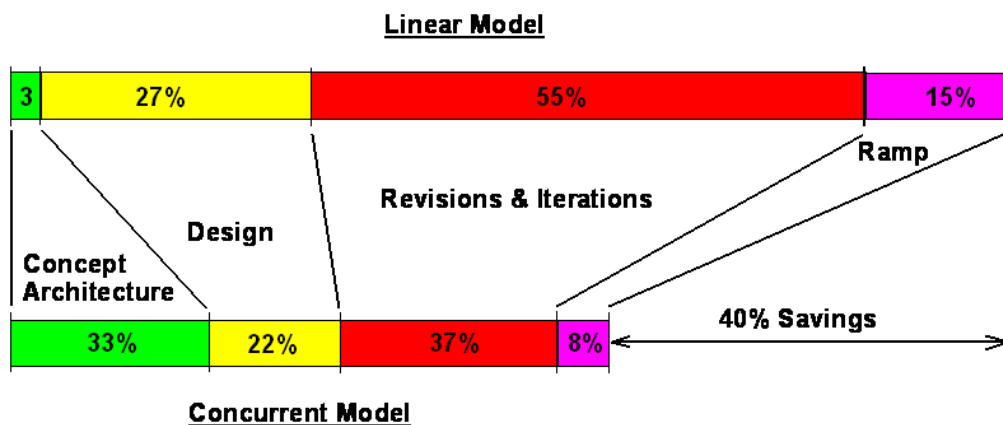 Linear Model
3 27% 55% 15%
Ramp
Revisions & Iterations
Design
Concept
Architecture
40% Savings
33% 22% 37% 8%
Concurrent Model